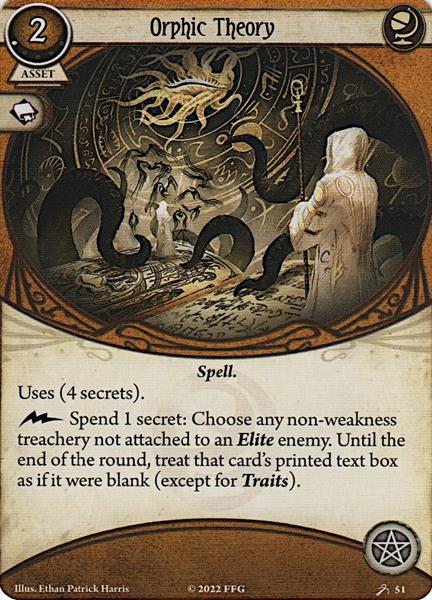 Orphic Theory
2
ASSET
Spell.
Uses (4 secrets).
Spend 1 secret: Choose any non-weakness
treachery not attached to an Elite enemy. Until the
end of the round, treat that card's printed text box
as if it were blank (except for Traits).
Illus. Ethan Patrick Harris
© 2022 FFG
51